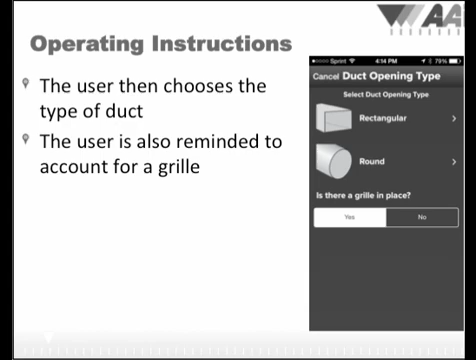 Operating Instructions
The user then chooses the
type of duct
The user is also reminded to
account for a grille
Sprint
4:14 PM
79%
Cancel Duct Opening Type
Select Duct Opening Type
Rectangular
Round
Is there a grille in place?
Yes No